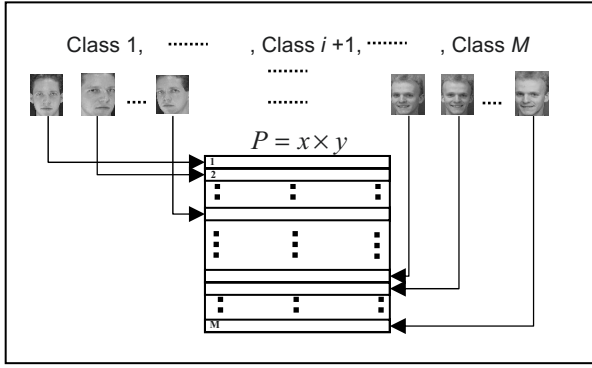 Class 1, ........ , Class i +1, ........ , Class M
P = x × y
1
2
M